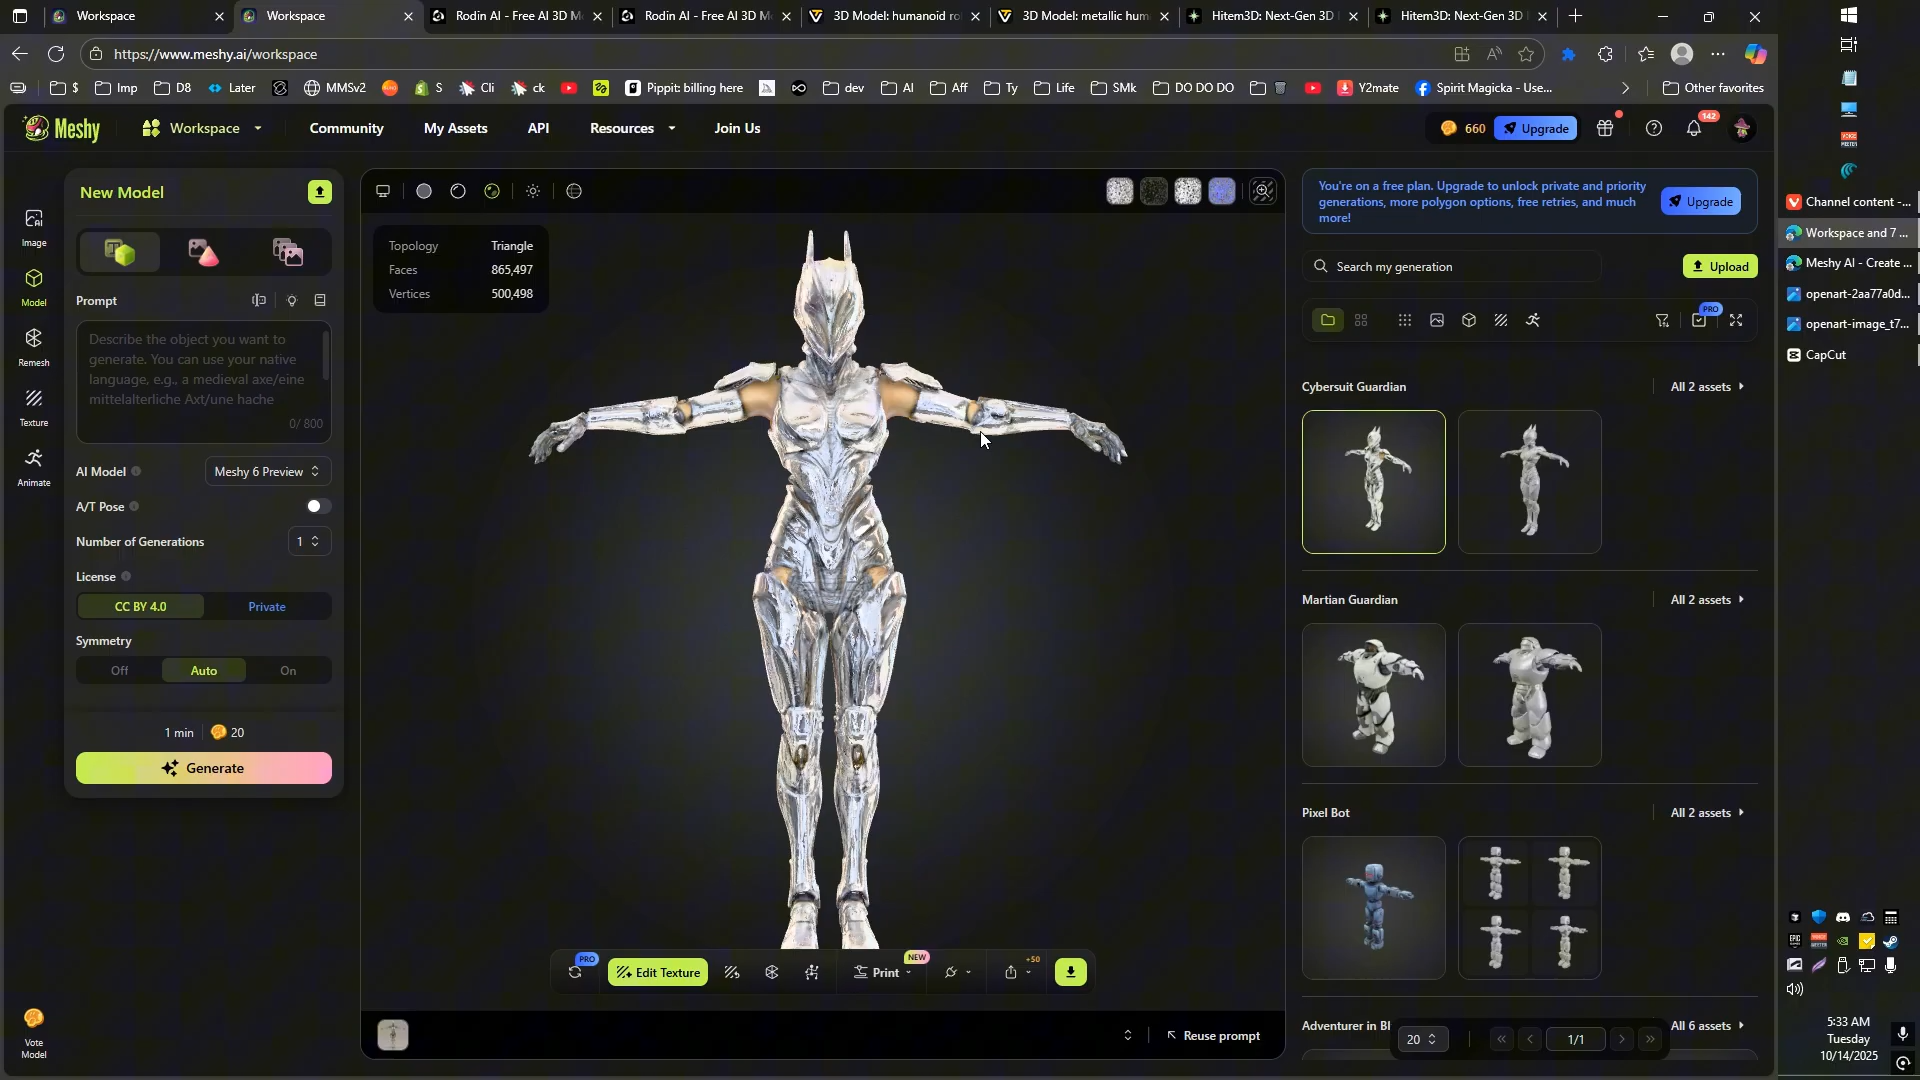 Workspace
Workspace
Rodin AI - Free AI 3D M
Rodin AI - Free AI 3D M
3D Model: humanoid ro
3D Model: metallic hum
Hitem3D: Next-Gen 3D
Hitem3D: Next-Gen 3D
https://www.meshy.ai/workspace
$
Imp
D8
Later
MMSv2
S
Cli
ck
Pippit: billing here
dev
AI
Aff
Ty
Life
SMk
DO DO DO
Y2mate
Spirit Magicka - Use...
Other favorites
Meshy
Workspace
Community
My Assets
API
Resources
Join Us
660
Upgrade
142
New Model
Image
Model
Remesh
Texture
Animate
Prompt
Describe the object you want to
generate. You can use your native
language, e.g., a medieval axe/eine
mittelalterliche Axt/une hache
0/ 800
AI Model
Meshy 6 Preview
A/T Pose
Number of Generations
1
License
CC BY 4.0
Private
Symmetry
Off
Auto
On
1 min
20
Generate
Vote
Model
Topology Triangle
Faces 865,497
Vertices 500,498
PRO
Edit Texture
Print
NEW
+50
Reuse prompt
You're on a free plan. Upgrade to unlock private and priority
generations, more polygon options, free retries, and much
more!
Upgrade
Search my generation
Upload
PRO
Cybersuit Guardian
All 2 assets
Martian Guardian
All 2 assets
Pixel Bot
All 2 assets
Adventurer in Bl
All 6 assets
20
1/1
Channel content -...
Workspace and 7 ...
Meshy AI - Create ...
openart-2aa77a0d...
openart-image_t7...
CapCut
5:33 AM
Tuesday
10/14/2025